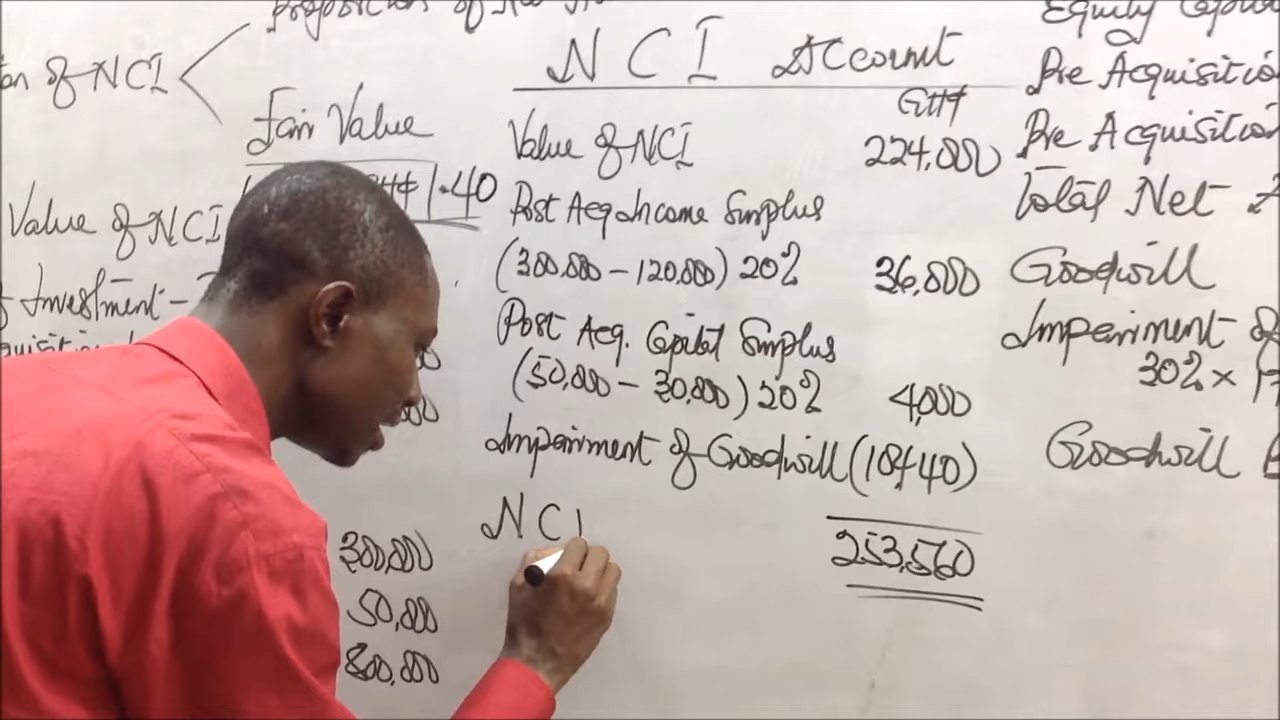 Proportion of
of NCI
Fair Value
1.40
Value of NCI
Investment -
300,000
50,000
800,000
NCI Account
GH¢
Value of NCI 224,000
Post Acq Income Surplus
(300,000 - 120,000) 20% 36,000
Post Acq. Capital Surplus
(50,000 - 30,000) 20% 4,000
Impairment of Goodwill (10,440)
253,560
NCI
Equity Capital
Pre Acquisition
Pre Acquisition
Total Net
Goodwill
Impairment of
30% ×
Goodwill